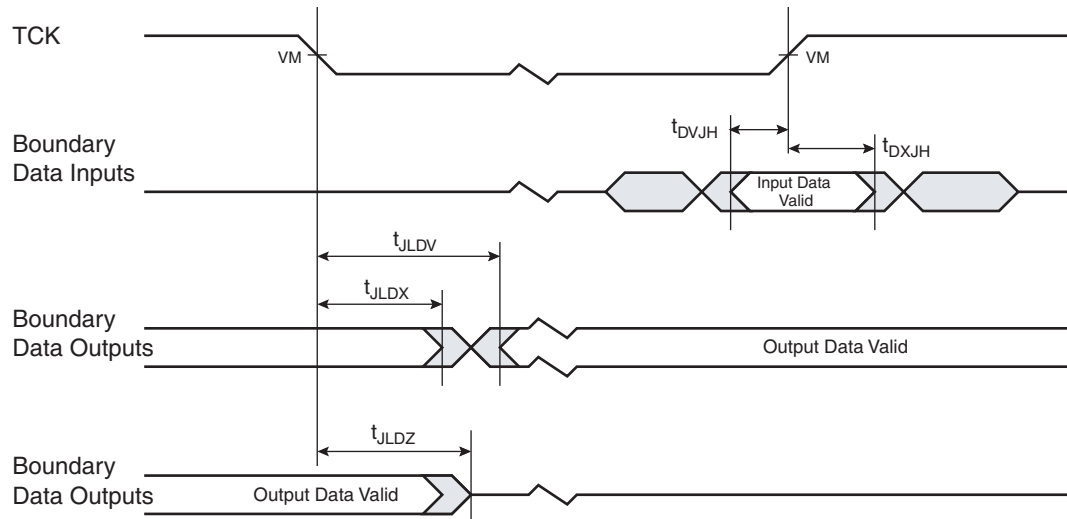 TCK
VM
VM
Boundary
Data Inputs
tDVJH
tDXJH
Input Data
Valid
tJLDV
tJLDX
Boundary
Data Outputs
Output Data Valid
tJLDZ
Boundary
Data Outputs
Output Data Valid